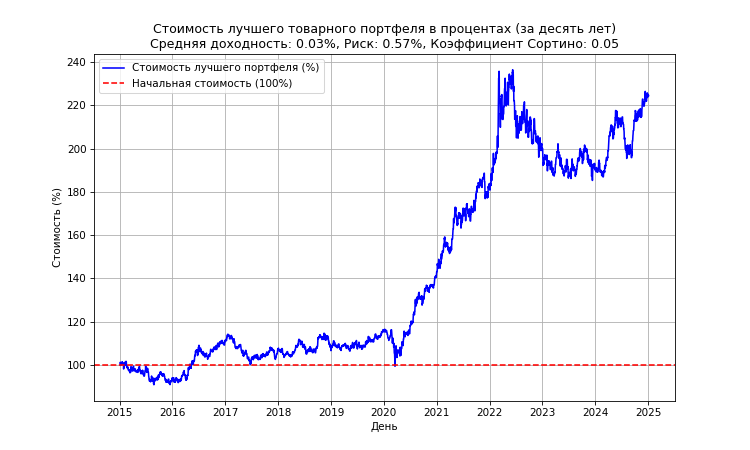 Стоимость лучшего товарного портфеля в процентах (за десять лет)
Средняя доходность: 0.03%, Риск: 0.57%, Коэффициент Сортино: 0.05
Стоимость лучшего портфеля (%)
Начальная стоимость (100%)
Стоимость (%)
240
220
200
180
160
140
120
100
2015 2016 2017 2018 2019 2020 2021 2022 2023 2024 2025
День